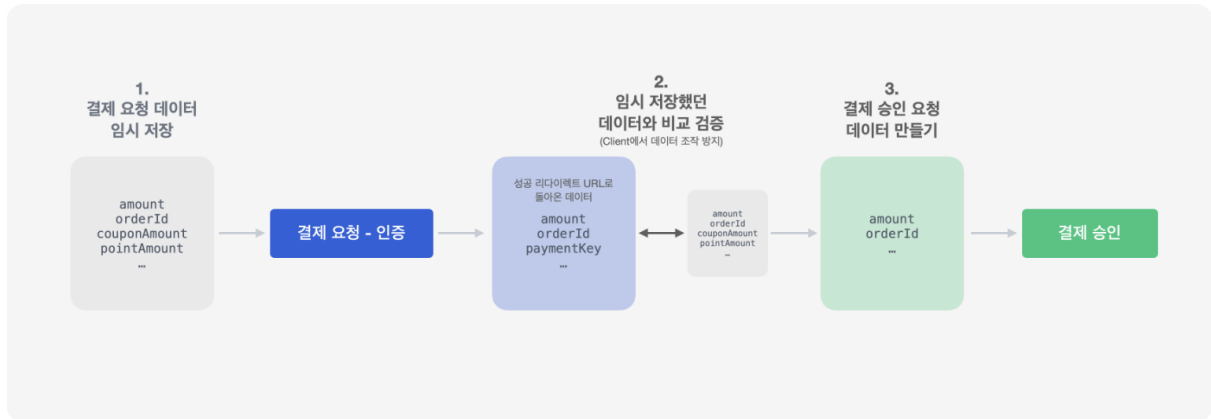 1.
결제 요청 데이터
임시 저장
amount
orderId
couponAmount
pointAmount
…
결제 요청 - 인증
2.
임시 저장했던
데이터와 비교 검증
(Client에서 데이터 조작 방지)
성공 리다이렉트 URL로
돌아온 데이터
amount
orderId
paymentKey
…
amount
orderId
couponAmount
pointAmount
…
3.
결제 승인 요청
데이터 만들기
amount
orderId
…
결제 승인